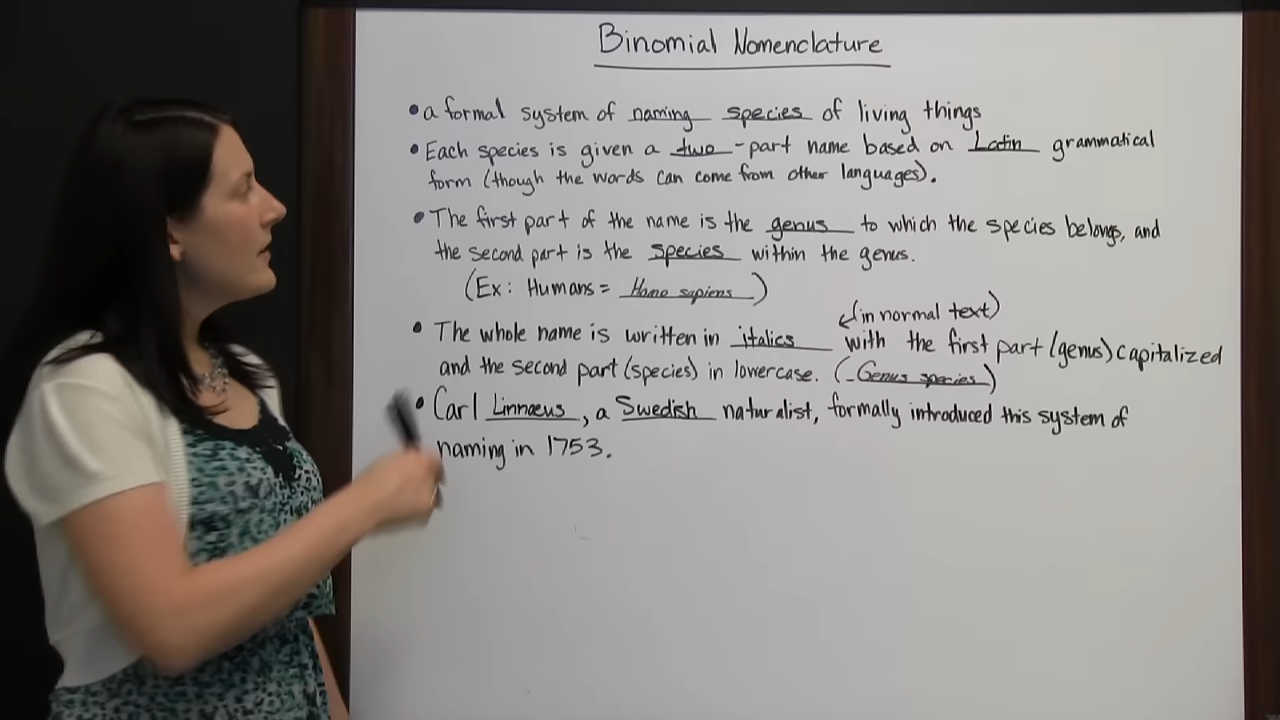 Binomial Nomenclature
• a formal system of naming species of living things
• Each species is given a two-part name based on Latin grammatical
form (though the words can come from other languages).
• The first part of the name is the genus to which the species belongs, and
the second part is the species within the genus.
(Ex: Humans = Homo sapiens)
(in normal text)
• The whole name is written in italics with the first part (genus) capitalized
and the second part (species) in lowercase. (Genus species)
• Carl Linnaeus, a Swedish naturalist, formally introduced this system of
naming in 1753.